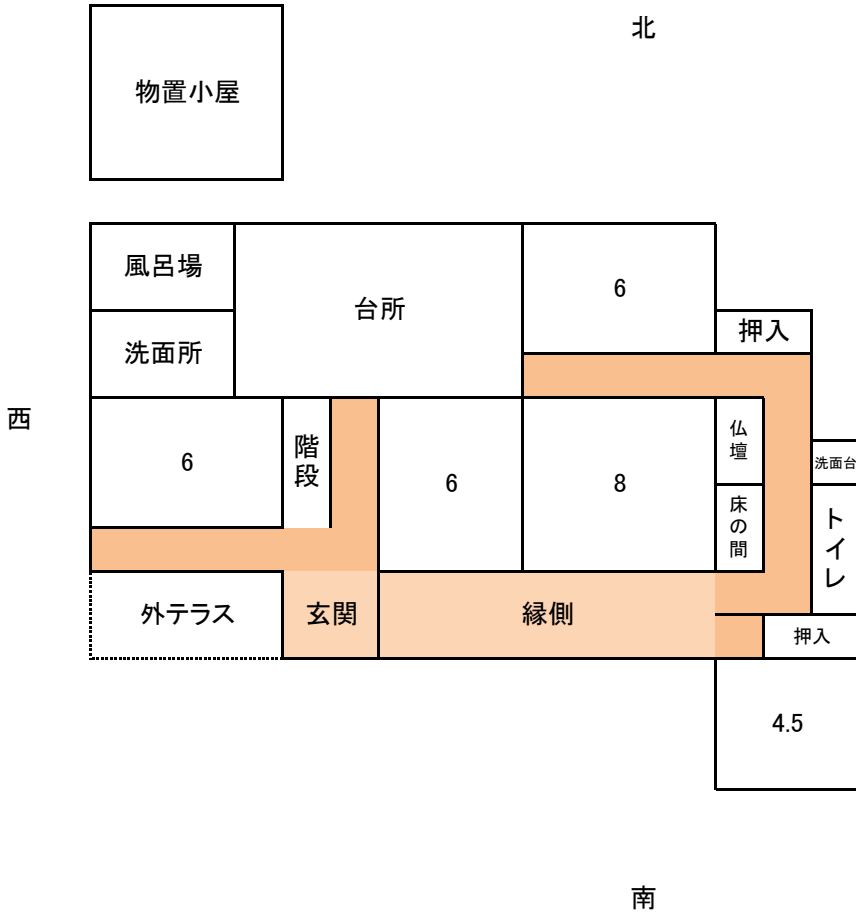 北
物置小屋
風呂場
台所
6
押入
洗面所
西
6
階段
6
8
仏壇
床の間
洗面台
トイレ
外テラス
玄関
縁側
押入
4.5
南